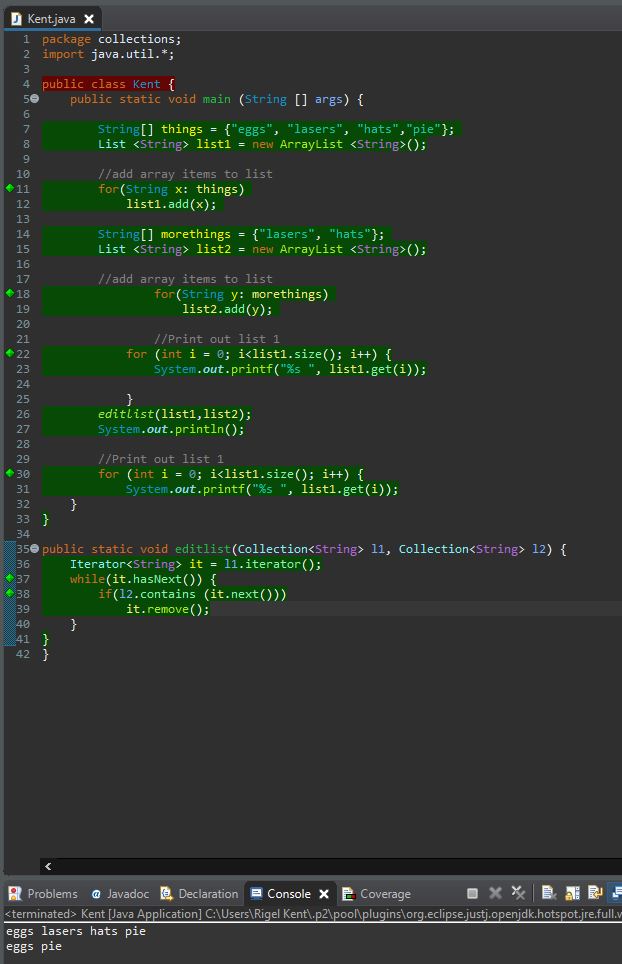 Kent.java
1 package collections;
2 import java.util.*;
3
4 public class Kent {
5 public static void main (String [] args) {
6
7 String[] things = {"eggs", "lasers", "hats","pie"};
8 List <String> list1 = new ArrayList <String>();
9
10 //add array items to list
11 for(String x: things)
12 list1.add(x);
13
14 String[] morethings = {"lasers", "hats"};
15 List <String> list2 = new ArrayList <String>();
16
17 //add array items to list
18 for(String y: morethings)
19 list2.add(y);
20
21 //Print out list 1
22 for (int i = 0; i<list1.size(); i++) {
23 System.out.printf("%s ", list1.get(i));
24
25 }
26 editlist(list1,list2);
27 System.out.println();
28
29 //Print out list 1
30 for (int i = 0; i<list1.size(); i++) {
31 System.out.printf("%s ", list1.get(i));
32 }
33 }
34
35 public static void editlist(Collection<String> l1, Collection<String> l2) {
36 Iterator<String> it = l1.iterator();
37 while(it.hasNext()) {
38 if(l2.contains (it.next()))
39 it.remove();
40 }
41 }
42 }
Problems @ Javadoc Declaration Console Coverage
<terminated> Kent [Java Application] C:\Users\Rigel Kent\.p2\pool\plugins\org.eclipse.justj.openjdk.hotspot.jre.full.v
eggs lasers hats pie
eggs pie